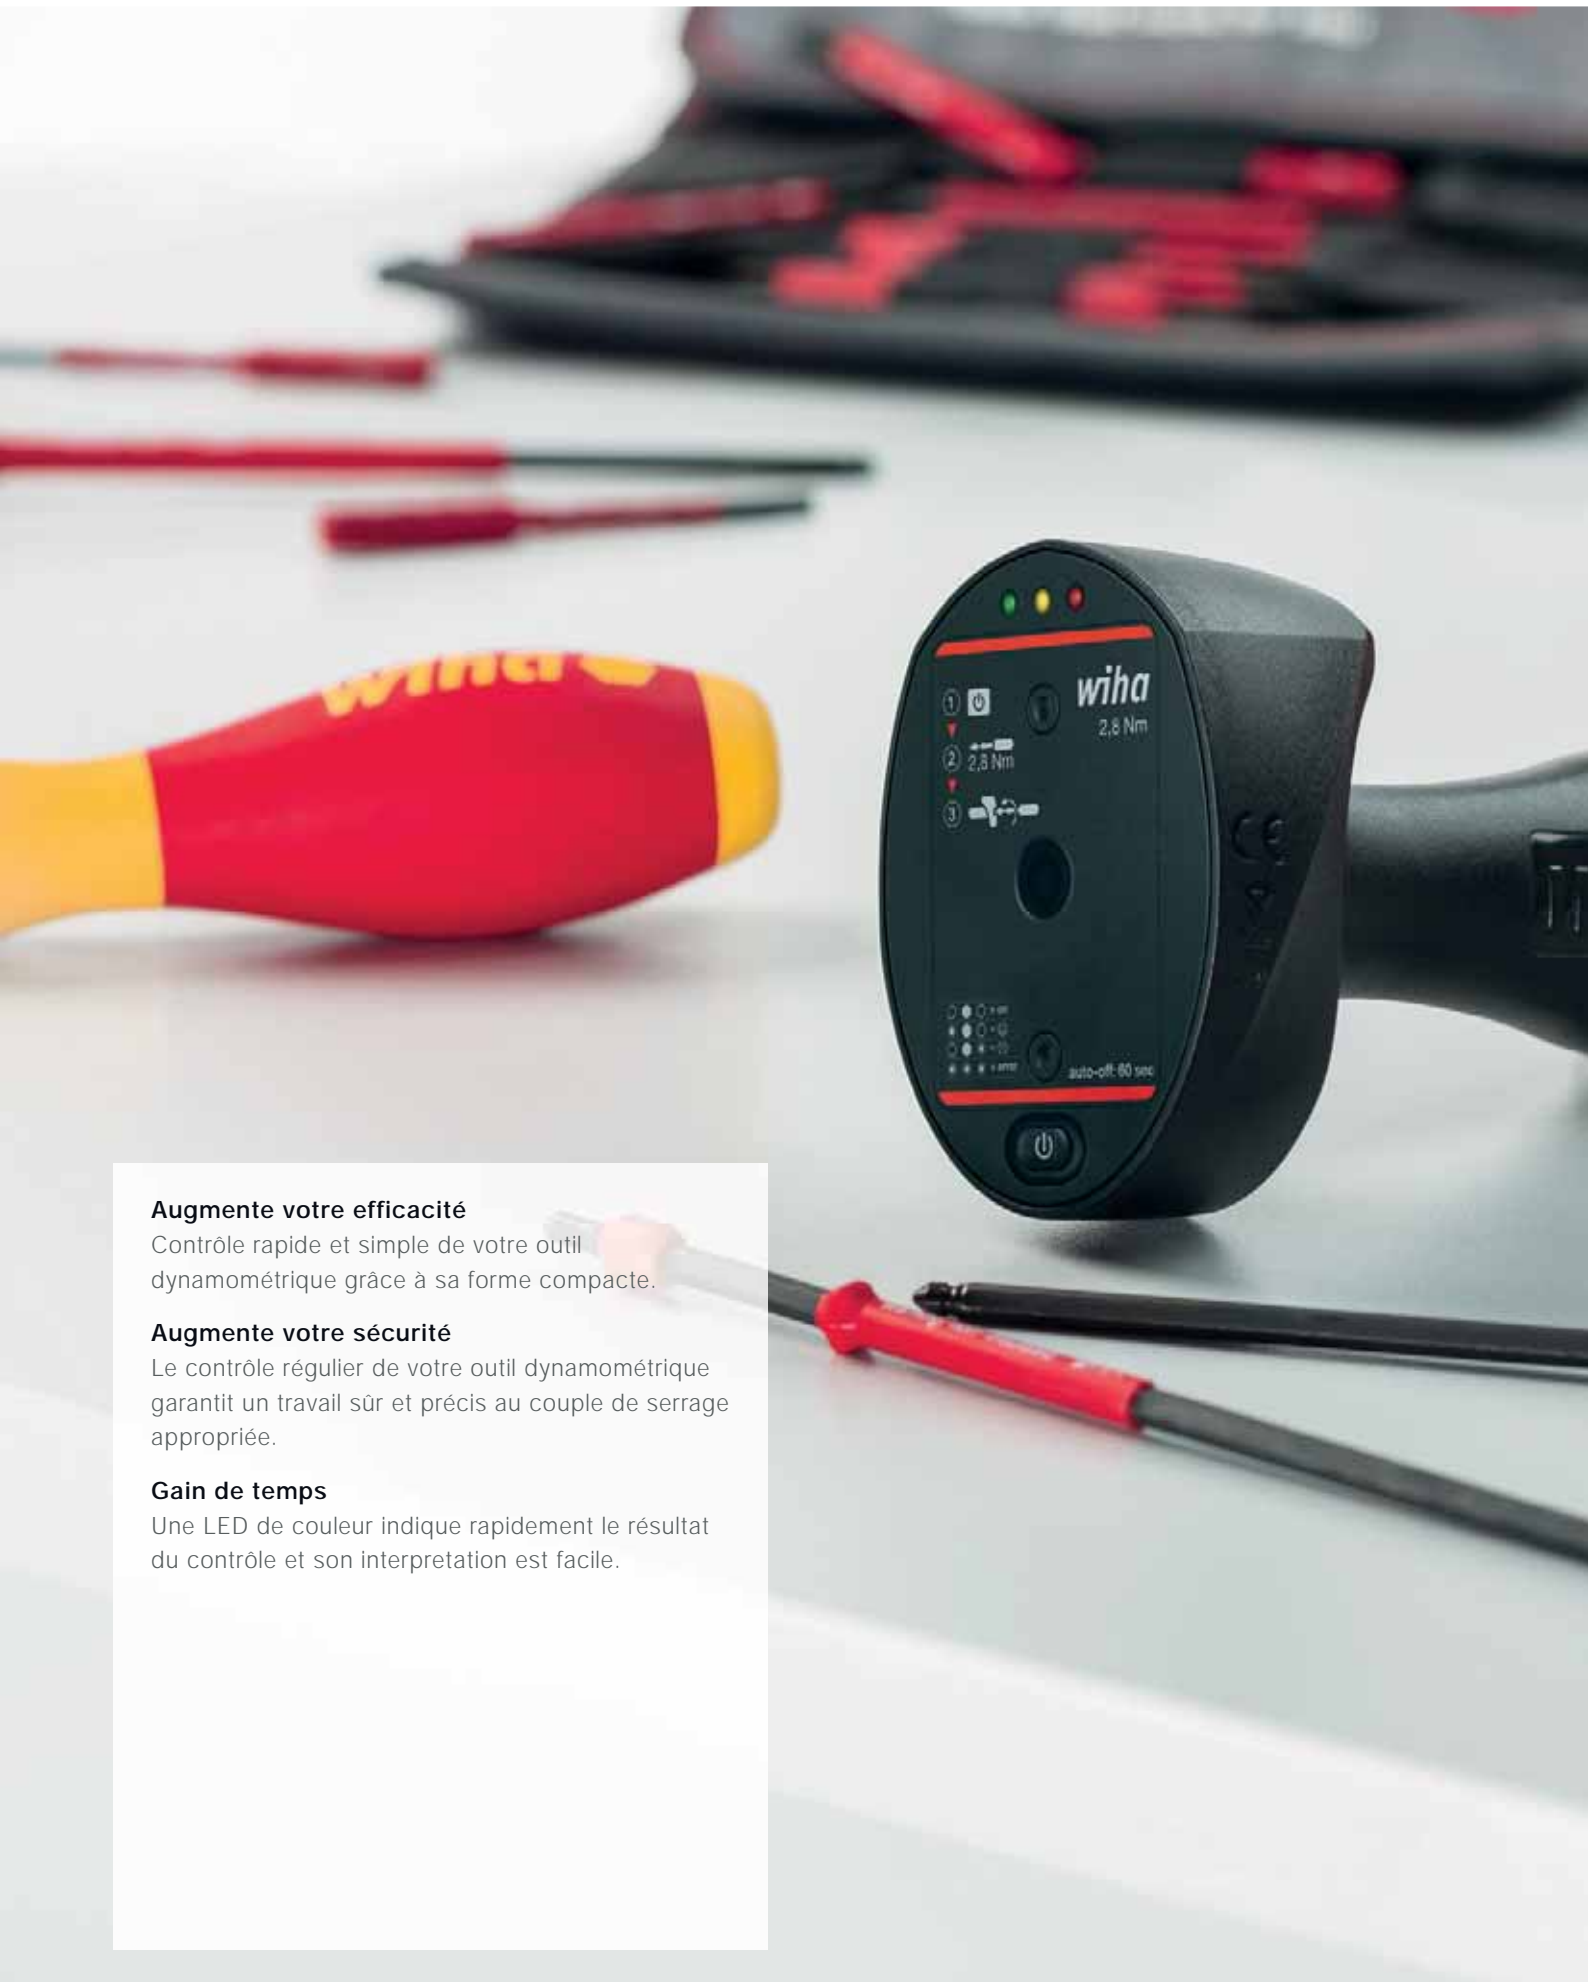 wiha
wiha
2,8 Nm
1
2
2,8 Nm
3
auto-off: 60 sec
Augmente votre efficacité
Contrôle rapide et simple de votre outil
dynamométrique grâce à sa forme compacte.
Augmente votre sécurité
Le contrôle régulier de votre outil dynamométrique
garantit un travail sûr et précis au couple de serrage
appropriée.
Gain de temps
Une LED de couleur indique rapidement le résultat
du contrôle et son interpretation est facile.